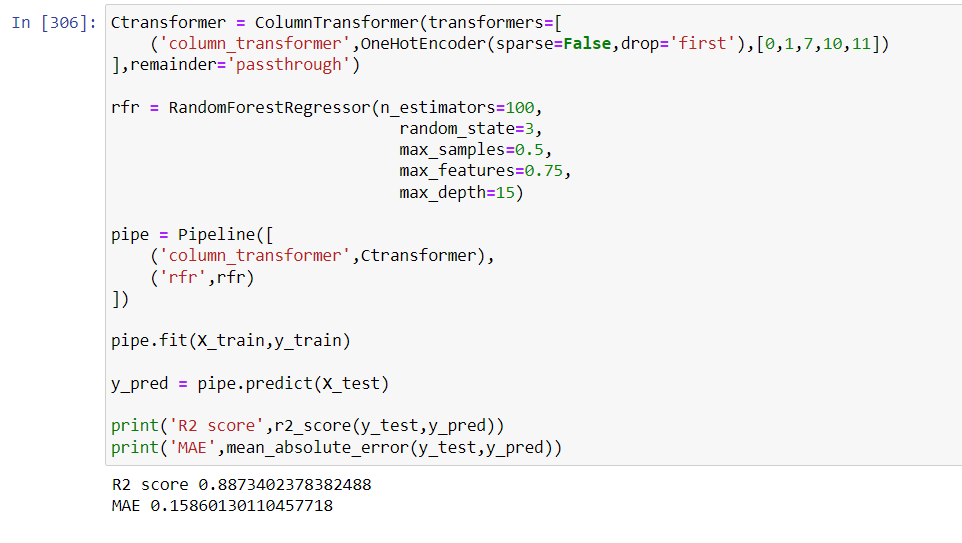 In [306]: Ctransformer = ColumnTransformer(transformers=[
    ('column_transformer',OneHotEncoder(sparse=False,drop='first'),[0,1,7,10,11])
],remainder='passthrough')
rfr = RandomForestRegressor(n_estimators=100,
                              random_state=3,
                              max_samples=0.5,
                              max_features=0.75,
                              max_depth=15)
pipe = Pipeline([
    ('column_transformer',Ctransformer),
    ('rfr',rfr)
])
pipe.fit(X_train,y_train)
y_pred = pipe.predict(X_test)
print('R2 score',r2_score(y_test,y_pred))
print('MAE',mean_absolute_error(y_test,y_pred))
R2 score 0.8873402378382488
MAE 0.15860130110457718